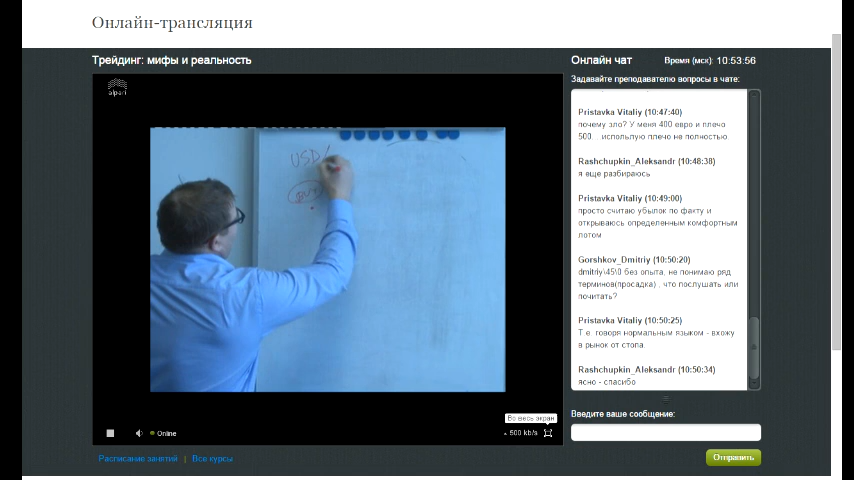 Онлайн-трансляция
Трейдинг: мифы и реальность
Онлайн чат
Время (мск): 10:53:56
Задавайте преподавателю вопросы в чате:
alpari
USD/
BUY
Pristavka Vitaliy (10:47:40)
почему зло? У меня 400 евро и плечо
500... использую плечо не полностью.
Rashchupkin_Aleksandr (10:48:38)
я еще разбираюсь
Pristavka Vitaliy (10:49:00)
просто считаю убылок по факту и
открываюсь определенным комфортным
лотом
Gorshkov_Dmitriy (10:50:20)
dmitriy\45\0 без опыта, не понимаю ряд
терминов(просадка) , что послушать или
почитать?
Pristavka Vitaliy (10:50:25)
Т.е. говоря нормальным языком - вхожу
в рынок от стопа.
Rashchupkin_Aleksandr (10:50:34)
ясно - спасибо
Во весь экран
Online
500 kb/s
Введите ваше сообщение:
Отправить
Расписание занятий | Все курсы